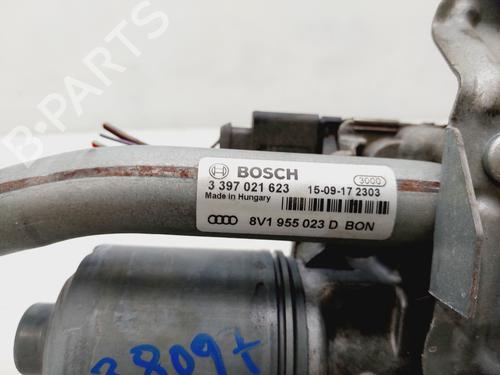 B-PARTS
BOSCH 3000
3 397 021 623 15-09-17 2303
Made in Hungary
8V1 955 023 D BON